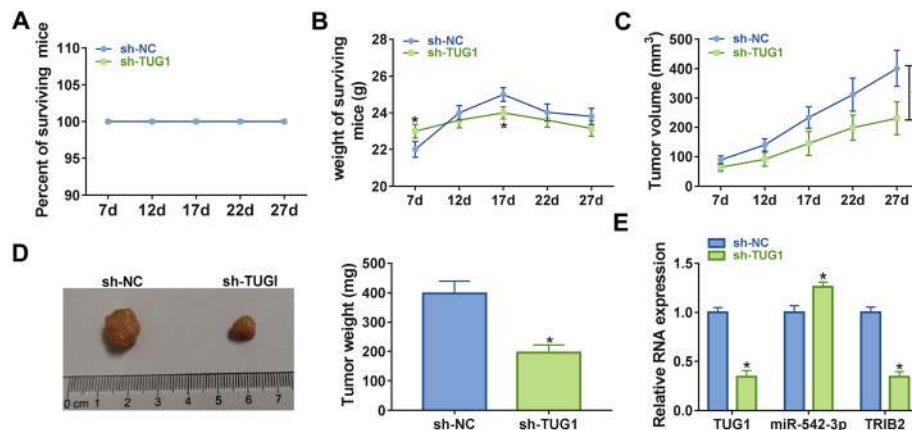 A
sh-NC
sh-TUG1
Percent of surviving mice
110
105
100
95
90
7d 12d 17d 22d 27d
B
sh-NC
sh-TUG1
weight of surviving
mice (g)
28
26
24
22
20
*
*
7d 12d 17d 22d 27d
C
sh-NC
sh-TUG1
Tumor volume (mm³)
500
400
300
200
100
0
7d 12d 17d 22d 27d
D
sh-NC sh-TUGI
0 cm 1 2 3 4 5 6 7
Tumor weight (mg)
600
400
200
0
*
sh-NC sh-TUG1
E
sh-NC
sh-TUG1
Relative RNA expression
1.5
1.0
0.5
0.0
* * *
TUG1 miR-542-3p TRIB2